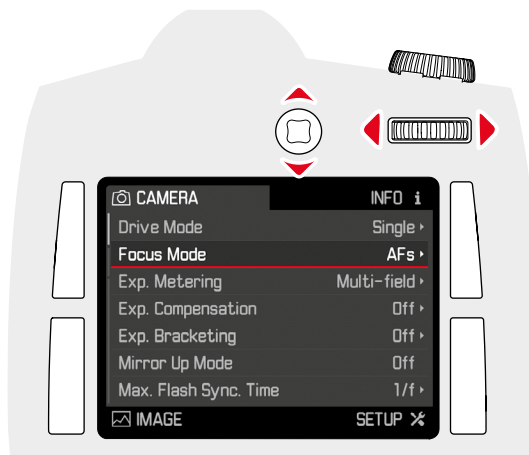 CAMERA INFO i
Drive Mode Single
Focus Mode AFs
Exp. Metering Multi-field
Exp. Compensation Off
Exp. Bracketing Off
Mirror Up Mode Off
Max. Flash Sync. Time 1/f
IMAGE SETUP